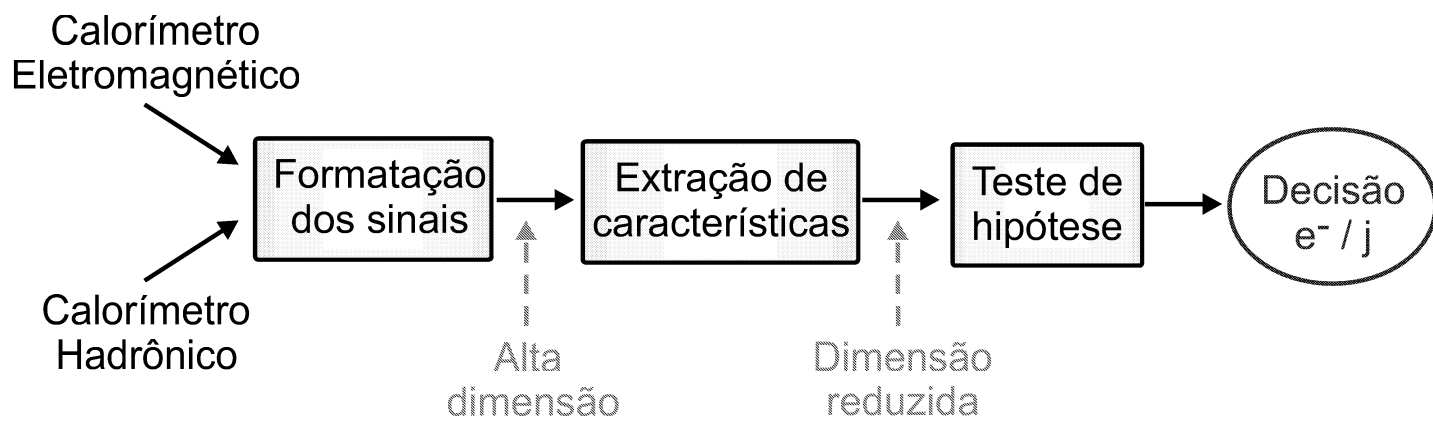 Calorímetro
Eletromagnético
Formatação
dos sinais
Extração de
características
Teste de
hipótese
Decisão
e- / j
Calorímetro
Hadrônico
Alta
dimensão
Dimensão
reduzida